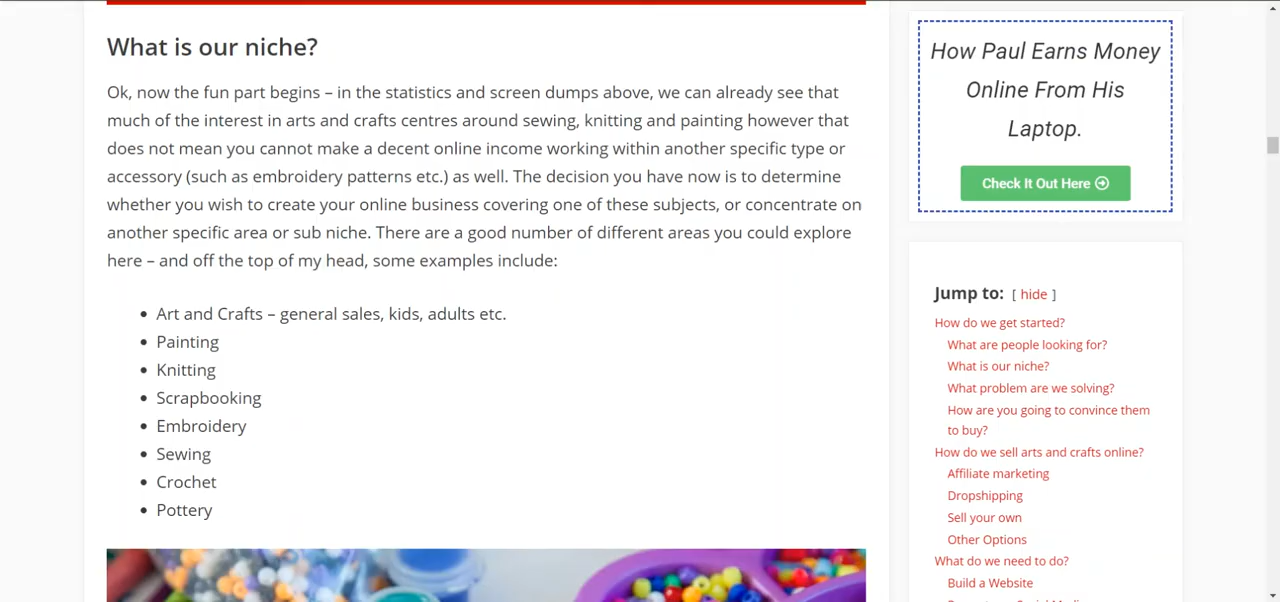 What is our niche?
Ok, now the fun part begins – in the statistics and screen dumps above, we can already see that
much of the interest in arts and crafts centres around sewing, knitting and painting however that
does not mean you cannot make a decent online income working within another specific type or
accessory (such as embroidery patterns etc.) as well. The decision you have now is to determine
whether you wish to create your online business covering one of these subjects, or concentrate on
another specific area or sub niche. There are a good number of different areas you could explore
here – and off the top of my head, some examples include:
• Art and Crafts – general sales, kids, adults etc.
• Painting
• Knitting
• Scrapbooking
• Embroidery
• Sewing
• Crochet
• Pottery
How Paul Earns Money
Online From His
Laptop.
Check It Out Here
Jump to: [ hide ]
How do we get started?
What are people looking for?
What is our niche?
What problem are we solving?
How are you going to convince them
to buy?
How do we sell arts and crafts online?
Affiliate marketing
Dropshipping
Sell your own
Other Options
What do we need to do?
Build a Website